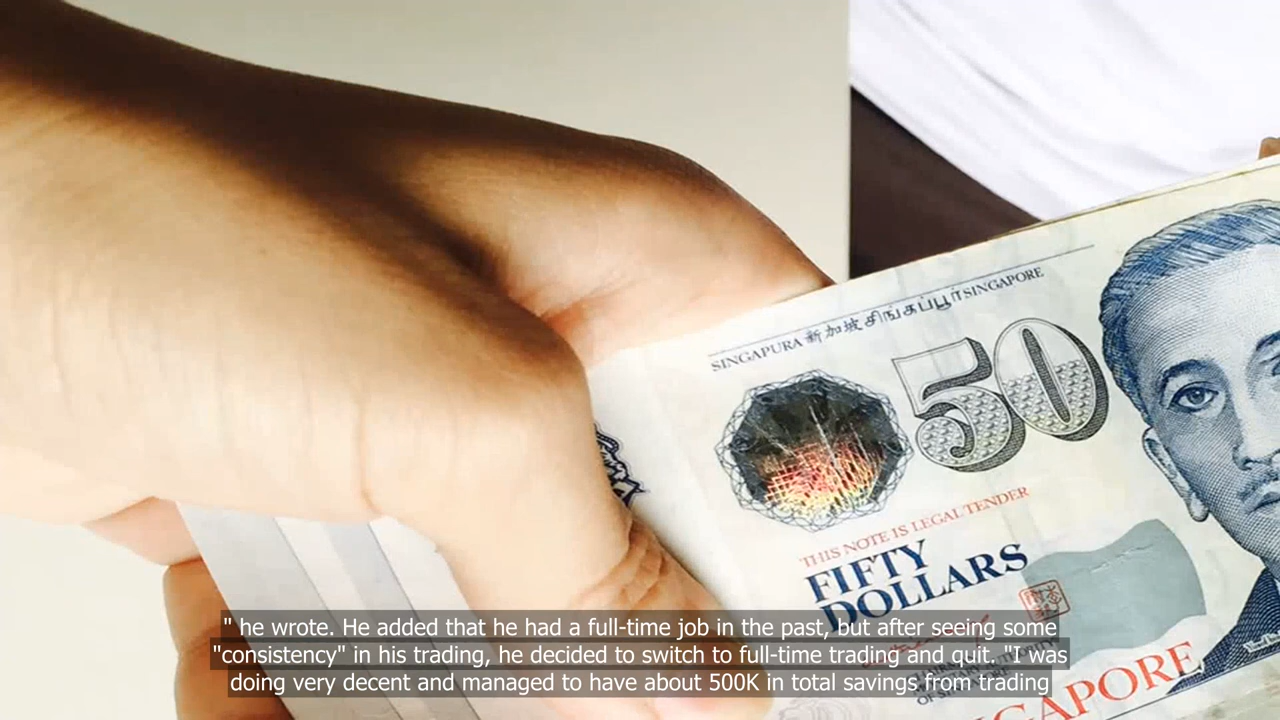 SINGAPURA 新加坡 சிங்கப்பூர் SINGAPORE
50
THIS NOTE IS LEGAL TENDER
FIFTY
DOLLARS
" he wrote. He added that he had a full-time job in the past, but after seeing some
"consistency" in his trading, he decided to switch to full-time trading and quit. "I was
doing very decent and managed to have about 500K in total savings from trading